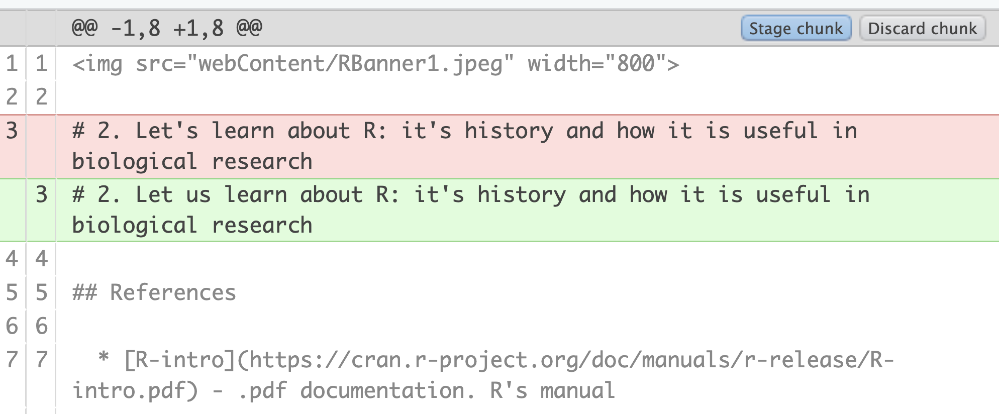 @@ -1,8 +1,8 @@ Stage chunk Discard chunk
1 1 <img src="webContent/RBanner1.jpeg" width="800">
2 2
3 # 2. Let's learn about R: it's history and how it is useful in
biological research
3 # 2. Let us learn about R: it's history and how it is useful in
biological research
4 4
5 5 ## References
6 6
7 7 * [R-intro](https://cran.r-project.org/doc/manuals/r-release/R-
intro.pdf) - .pdf documentation. R's manual